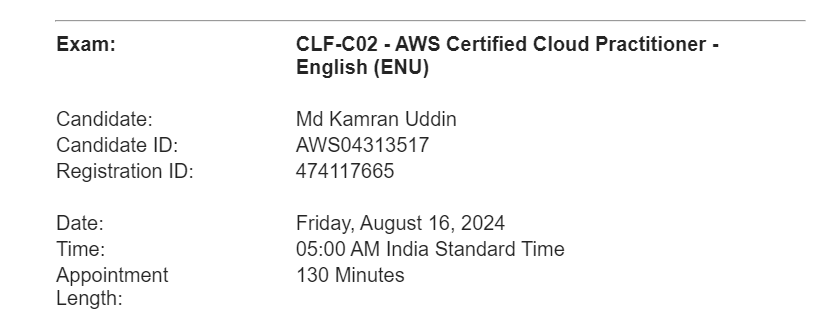 Exam: CLF-C02 - AWS Certified Cloud Practitioner -
English (ENU)
Candidate: Md Kamran Uddin
Candidate ID: AWS04313517
Registration ID: 474117665
Date: Friday, August 16, 2024
Time: 05:00 AM India Standard Time
Appointment 130 Minutes
Length: